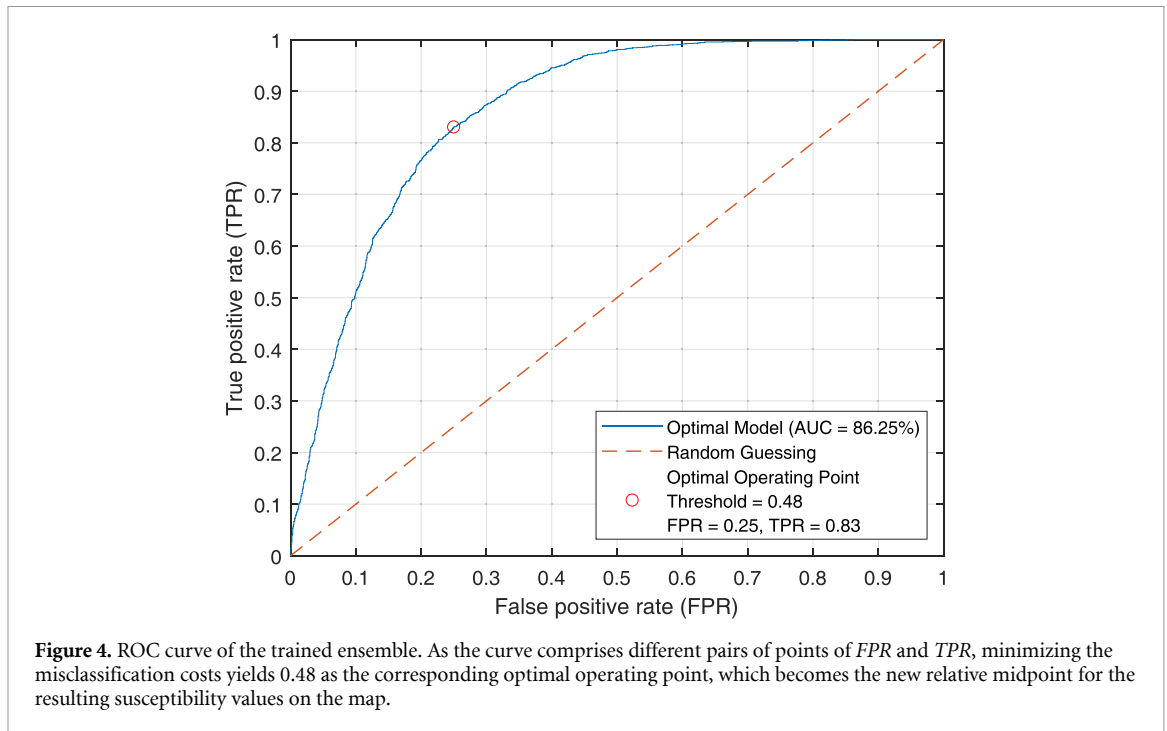 1
0.9
0.8
0.7
0.6
0.5
0.4
0.3
0.2
0.1
0
True positive rate (TPR)
Optimal Model (AUC = 86.25%)
Random Guessing
Optimal Operating Point
Threshold = 0.48
FPR = 0.25, TPR = 0.83
0 0.1 0.2 0.3 0.4 0.5 0.6 0.7 0.8 0.9 1
False positive rate (FPR)
Figure 4. ROC curve of the trained ensemble. As the curve comprises different pairs of points of FPR and TPR, minimizing the
misclassification costs yields 0.48 as the corresponding optimal operating point, which becomes the new relative midpoint for the
resulting susceptibility values on the map.